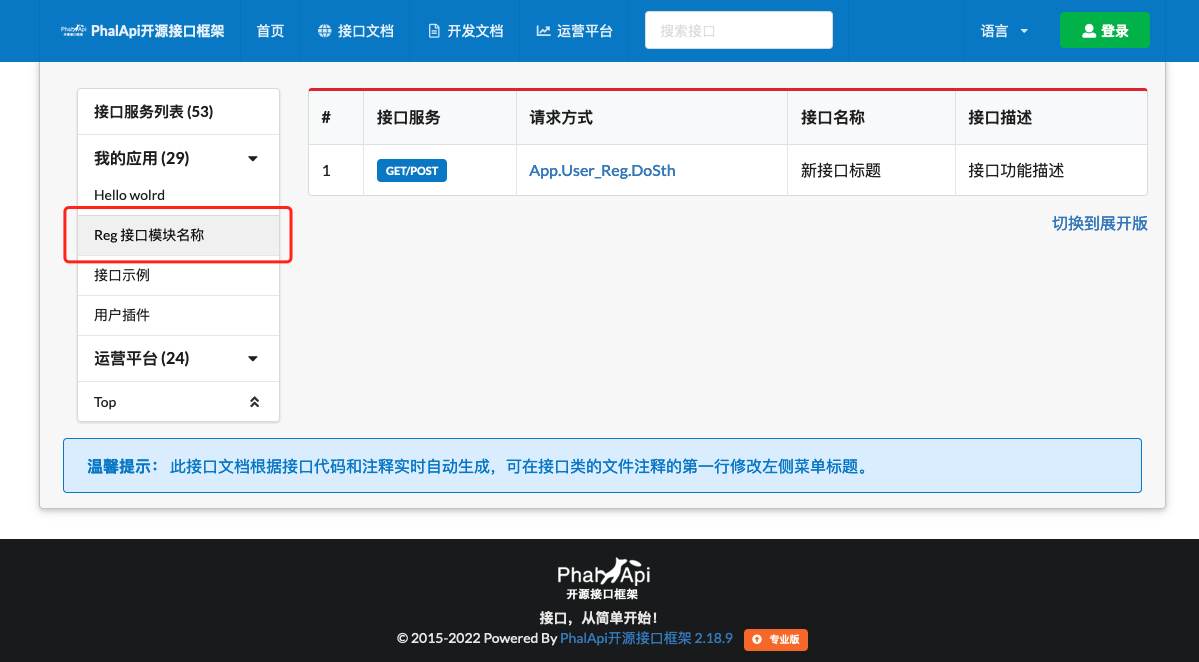 PhalApi开源接口框架 首页 接口文档 开发文档 运营平台 搜索接口 语言 登录
接口服务列表 (53)
我的应用 (29)
Hello wolrd
Reg 接口模块名称
接口示例
用户插件
运营平台 (24)
Top
# 接口服务 请求方式 接口名称 接口描述
1 GET/POST App.User_Reg.DoSth 新接口标题 接口功能描述
切换到展开版
温馨提示： 此接口文档根据接口代码和注释实时自动生成，可在接口类的文件注释的第一行修改左侧菜单标题。
PhalApi
开源接口框架
接口，从简单开始！
© 2015-2022 Powered By PhalApi开源接口框架 2.18.9 专业版